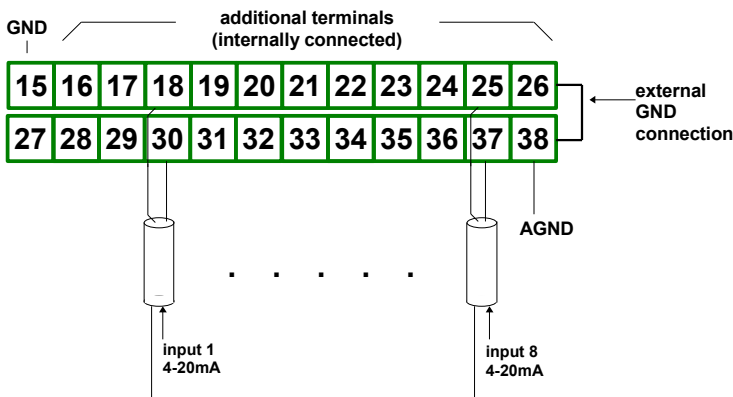 additional terminals
(internally connected)
GND
15 16 17 18 19 20 21 22 23 24 25 26
27 28 29 30 31 32 33 34 35 36 37 38
external
GND
connection
AGND
. . . . .
input 1
4-20mA
input 8
4-20mA